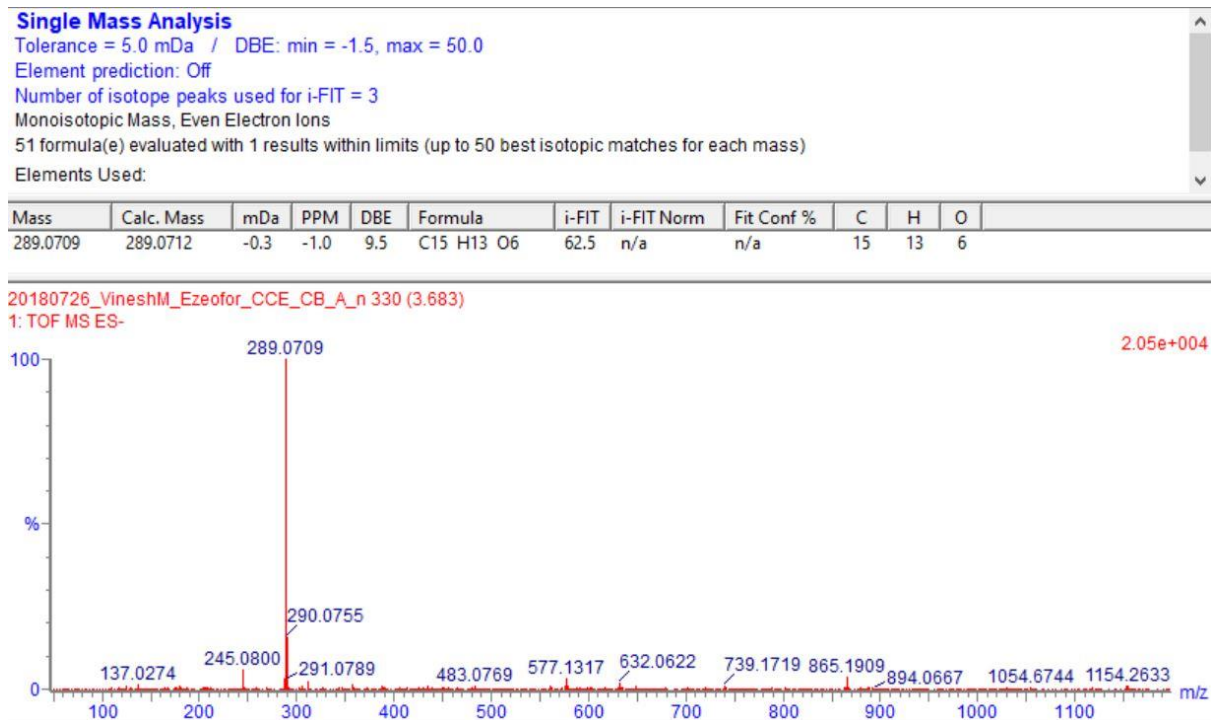 Single Mass Analysis
Tolerance = 5.0 mDa / DBE: min = -1.5, max = 50.0
Element prediction: Off
Number of isotope peaks used for i-FIT = 3
Monoisotopic Mass, Even Electron Ions
51 formula(e) evaluated with 1 results within limits (up to 50 best isotopic matches for each mass)
Elements Used:
Mass Calc. Mass mDa PPM DBE Formula i-FIT i-FIT Norm Fit Conf % C H O
289.0709 289.0712 -0.3 -1.0 9.5 C15 H13 O6 62.5 n/a n/a 15 13 6
20180726_VineshM_Ezeofor_CCE_CB_A_n 330 (3.683)
1: TOF MS ES-
2.05e+004
100
289.0709
%
290.0755
245.0800
291.0789
137.0274
483.0769
577.1317
632.0622
739.1719
865.1909
894.0667
1054.6744
1154.2633
0
m/z
100 200 300 400 500 600 700 800 900 1000 1100